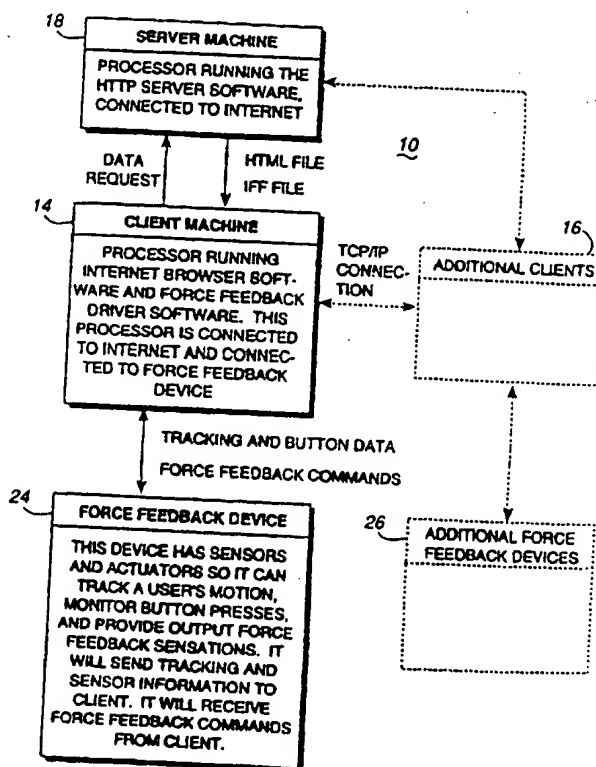 18
SERVER MACHINE
PROCESSOR RUNNING THE
HTTP SERVER SOFTWARE,
CONNECTED TO INTERNET
10
DATA
REQUEST
HTML FILE
IFF FILE
14
CLIENT MACHINE
PROCESSOR RUNNING
INTERNET BROWSER SOFT-
WARE AND FORCE FEEDBACK
DRIVER SOFTWARE. THIS
PROCESSOR IS CONNECTED
TO INTERNET AND CONNEC-
TED TO FORCE FEEDBACK
DEVICE
TCP/IP
CONNEC-
TION
16
ADDITIONAL CLIENTS
TRACKING AND BUTTON DATA
FORCE FEEDBACK COMMANDS
24
FORCE FEEDBACK DEVICE
THIS DEVICE HAS SENSORS
AND ACTUATORS SO IT CAN
TRACK A USER'S MOTION,
MONITOR BUTTON PRESSES,
AND PROVIDE OUTPUT FORCE
FEEDBACK SENSATIONS. IT
WILL SEND TRACKING AND
SENSOR INFORMATION TO
CLIENT. IT WILL RECEIVE
FORCE FEEDBACK COMMANDS
FROM CLIENT.
26
ADDITIONAL FORCE
FEEDBACK DEVICES